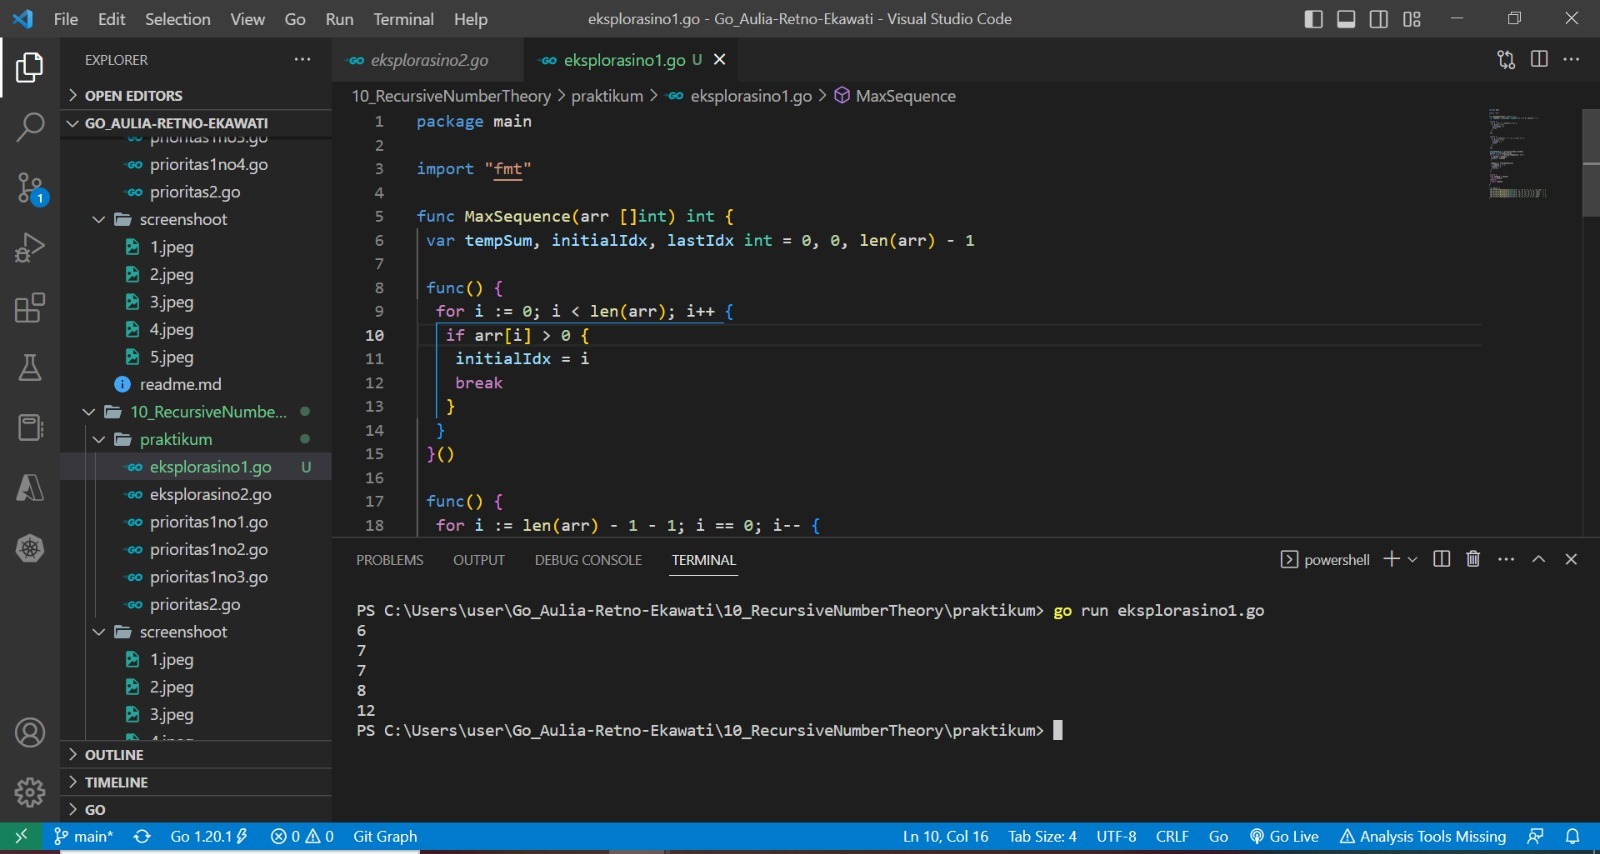 File Edit Selection View Go Run Terminal Help
eksplorasino1.go - Go_Aulia-Retno-Ekawati - Visual Studio Code
EXPLORER
OPEN EDITORS
GO_AULIA-RETNO-EKAWATI
prioritas1no3.go
prioritas1no4.go
prioritas2.go
screenshoot
1.jpeg
2.jpeg
3.jpeg
4.jpeg
5.jpeg
readme.md
10_RecursiveNumbe...
praktikum
eksplorasino1.go U
eksplorasino2.go
prioritas1no1.go
prioritas1no2.go
prioritas1no3.go
prioritas2.go
screenshoot
1.jpeg
2.jpeg
3.jpeg
OUTLINE
TIMELINE
GO
eksplorasino2.go
eksplorasino1.go U
10_RecursiveNumberTheory > praktikum > eksplorasino1.go > MaxSequence
1 package main
2
3 import "fmt"
4
5 func MaxSequence(arr []int) int {
6 var tempSum, initialIdx, lastIdx int = 0, 0, len(arr) - 1
7
8 func() {
9 for i := 0; i < len(arr); i++ {
10 if arr[i] > 0 {
11 initialIdx = i
12 break
13 }
14 }
15 }()
16
17 func() {
18 for i := len(arr) - 1 - 1; i == 0; i-- {
PROBLEMS OUTPUT DEBUG CONSOLE TERMINAL
powershell
PS C:\Users\user\Go_Aulia-Retno-Ekawati\10_RecursiveNumberTheory\praktikum> go run eksplorasino1.go
6
7
7
8
12
PS C:\Users\user\Go_Aulia-Retno-Ekawati\10_RecursiveNumberTheory\praktikum>
1
main* Go 1.20.1 0 0 Git Graph
Ln 10, Col 16 Tab Size: 4 UTF-8 CRLF Go Go Live Analysis Tools Missing